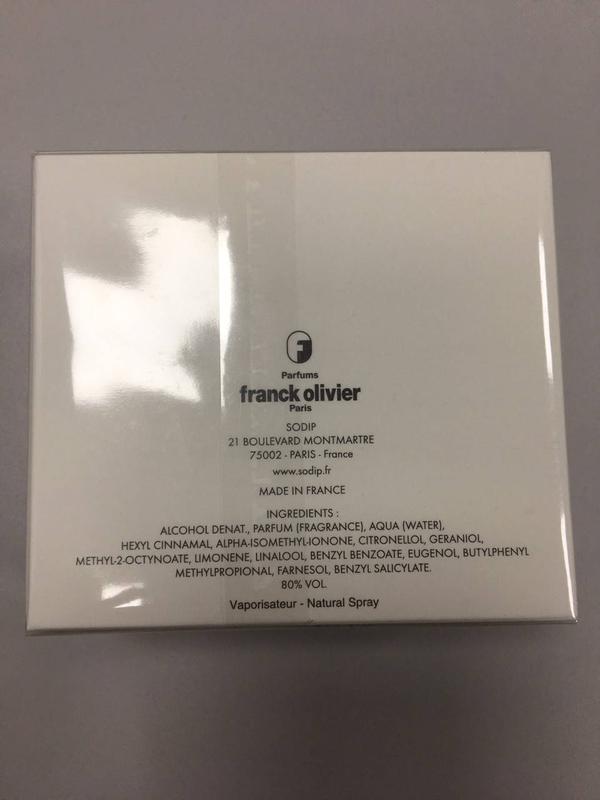 F
Parfums
franck olivier
Paris
SODIP
21 BOULEVARD MONTMARTRE
75002 - PARIS - France
www.sodip.fr
MADE IN FRANCE
INGREDIENTS :
ALCOHOL DENAT., PARFUM (FRAGRANCE), AQUA (WATER),
HEXYL CINNAMAL, ALPHA-ISOMETHYL-IONONE, CITRONELLOL, GERANIOL,
METHYL-2-OCTYNOATE, LIMONENE, LINALOOL, BENZYL BENZOATE, EUGENOL, BUTYLPHENYL
METHYLPROPIONAL, FARNESOL, BENZYL SALICYLATE.
80% VOL.
Vaporisateur - Natural Spray